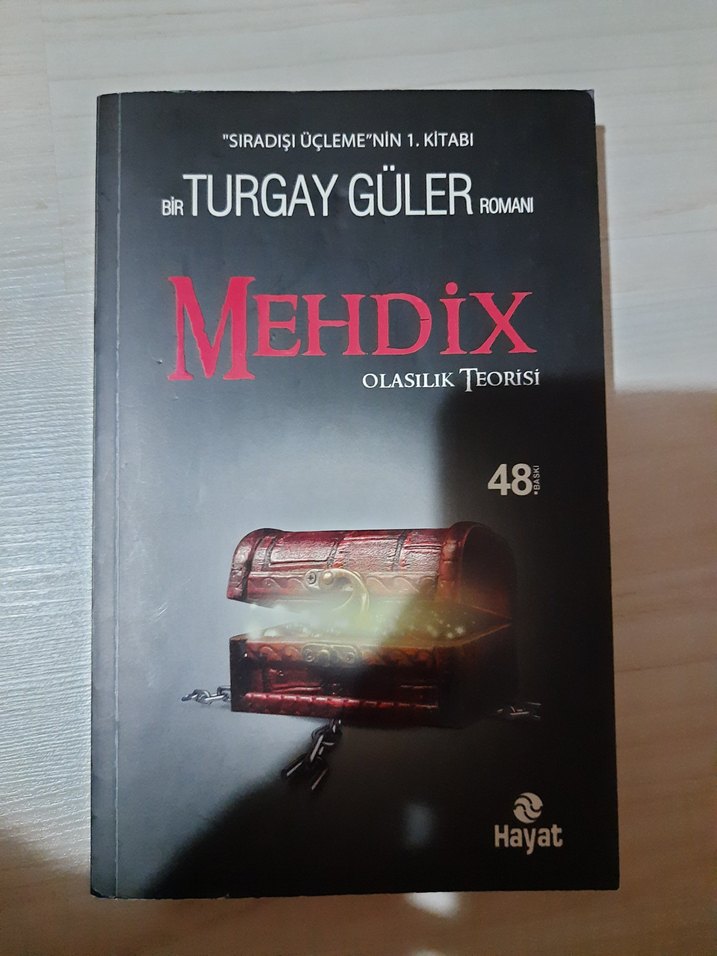 "SIRADIŞI ÜÇLEME"NİN 1. KİTABI
BİR TURGAY GÜLER ROMANI
MEHDİX
OLASILIK TEORİSİ
48. BASKI
Hayat